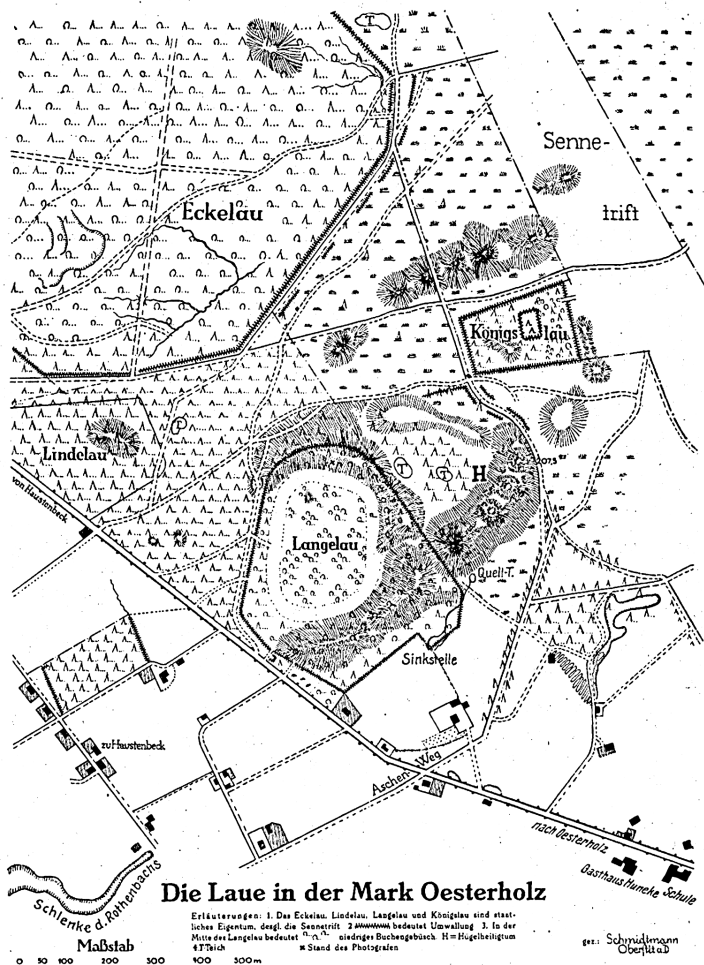 T
Senne-
trift
Eckelau
Königs lau
Lindelau
T
T
T
H
207,5
von Haustenbeck
Langelau
Quell-T.
Sinkstelle
zu Haustenbeck
Aschen-Weg
nach Oesterholz
Gasthaus Huneke Schule
Schlenke d. Rothenbachs
Die Laue in der Mark Oesterholz
Erläuterungen: 1. Das Eckelau, Lindelau, Langelau und Königslau sind staat-
liches Eigentum, desgl. die Sennetrift 2 bedeutet Umwallung 3. In der
Mitte des Langelau bedeutet niedriges Buchengebüsch. H = Hügelheiligtum
4.T Teich × Stand des Photografen
Maßstab
0 50 100 200 300 400 500 m
gez.: Schmidtmann